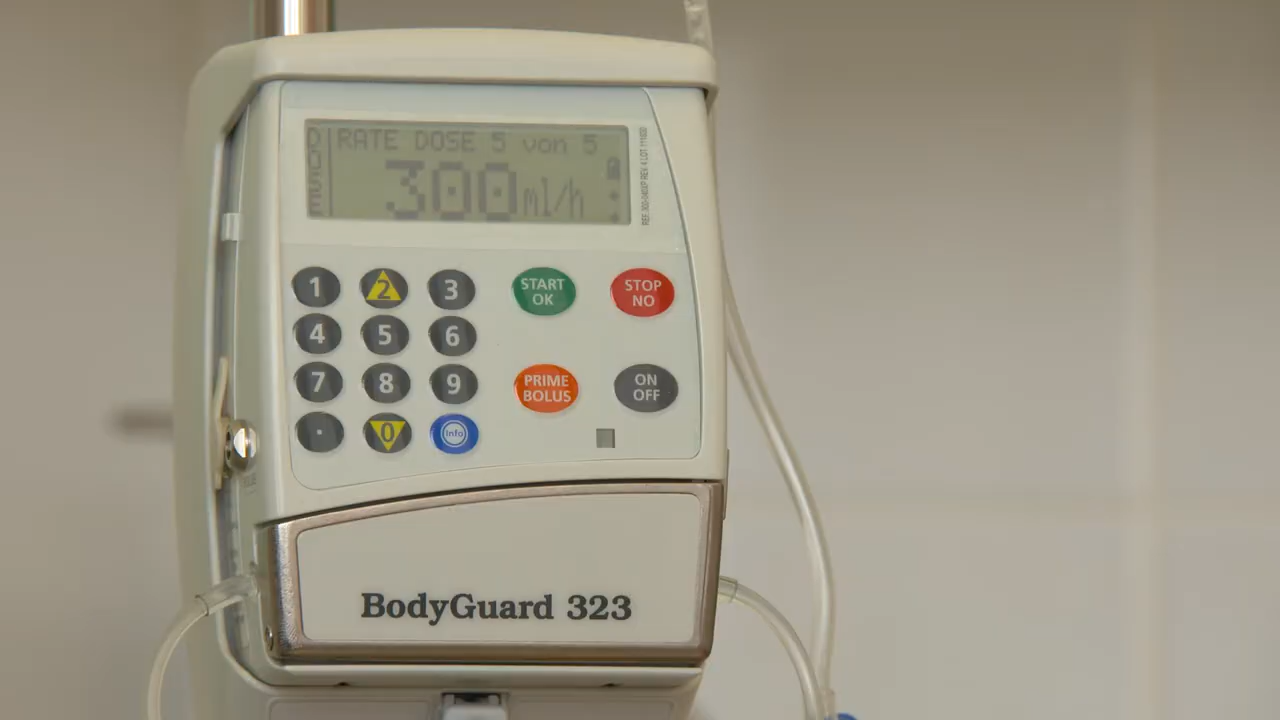 DOSE
RATE DOSE 5 von 5
300 ml/h
1 2 3
START OK
STOP NO
4 5 6
7 8 9
PRIME BOLUS
ON OFF
. 0 Info
BodyGuard 323